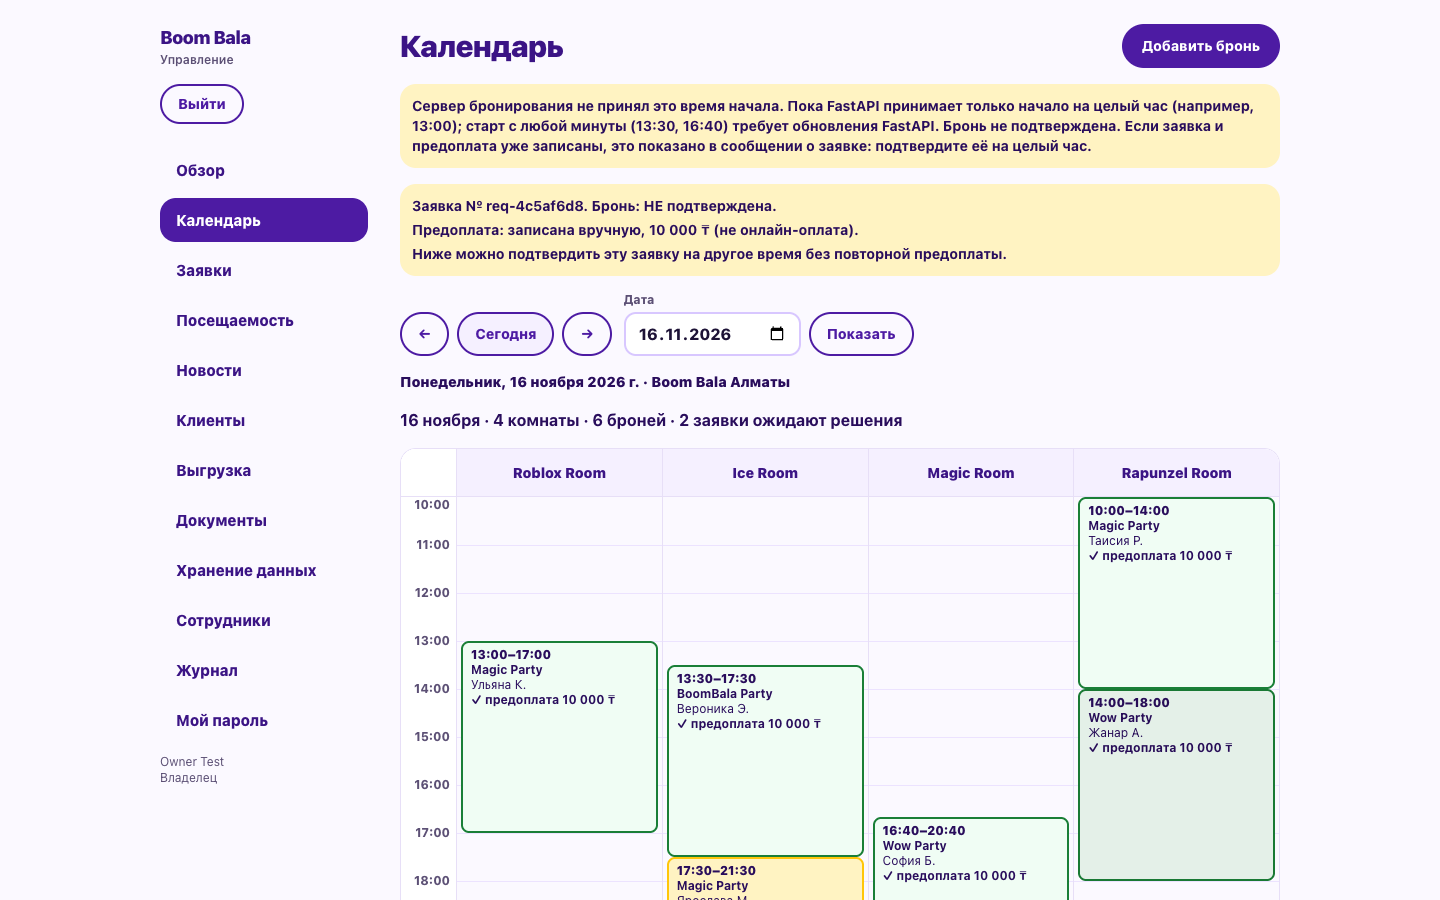 Boom Bala
Управление
Выйти
Обзор
Календарь
Заявки
Посещаемость
Новости
Клиенты
Выгрузка
Документы
Хранение данных
Сотрудники
Журнал
Мой пароль
Owner Test
Владелец
Календарь
Добавить бронь
Сервер бронирования не принял это время начала. Пока FastAPI принимает только начало на целый час (например,
13:00); старт с любой минуты (13:30, 16:40) требует обновления FastAPI. Бронь не подтверждена. Если заявка и
предоплата уже записаны, это показано в сообщении о заявке: подтвердите её на целый час.
Заявка № req-4c5af6d8. Бронь: НЕ подтверждена.
Предоплата: записана вручную, 10 000 ₸ (не онлайн-оплата).
Ниже можно подтвердить эту заявку на другое время без повторной предоплаты.
Дата
← Сегодня → 16.11.2026 Показать
Понедельник, 16 ноября 2026 г. · Boom Bala Алматы
16 ноября · 4 комнаты · 6 броней · 2 заявки ожидают решения
Roblox Room Ice Room Magic Room Rapunzel Room
10:00
11:00
12:00
13:00
14:00
15:00
16:00
17:00
18:00
13:00–17:00
Magic Party
Ульяна К.
✓ предоплата 10 000 ₸
13:30–17:30
BoomBala Party
Вероника Э.
✓ предоплата 10 000 ₸
17:30–21:30
Magic Party
16:40–20:40
Wow Party
София Б.
✓ предоплата 10 000 ₸
10:00–14:00
Magic Party
Таисия Р.
✓ предоплата 10 000 ₸
14:00–18:00
Wow Party
Жанар А.
✓ предоплата 10 000 ₸